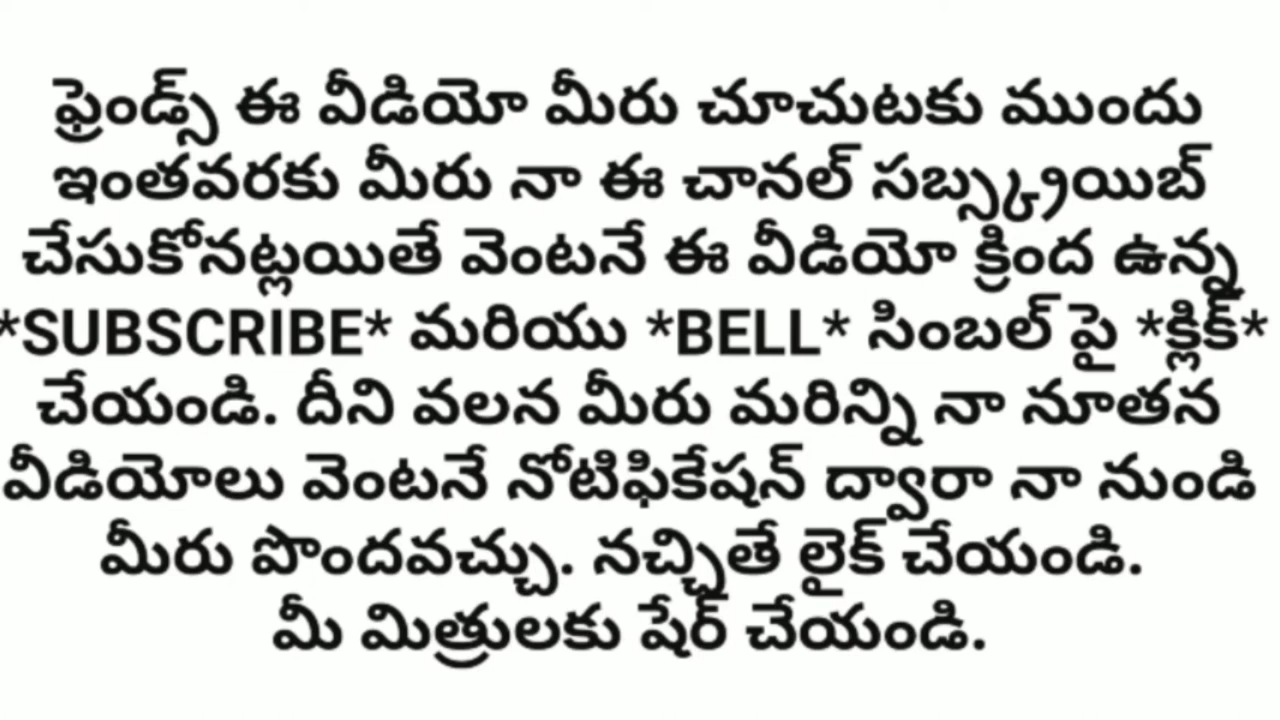 ఫ్రెండ్స్ ఈ వీడియో మీరు చూచుటకు ముందు
ఇంతవరకు మీరు నా ఈ చానల్ సబ్స్క్రయిబ్
చేసుకోనట్లయితే వెంటనే ఈ వీడియో క్రింద ఉన్న
*SUBSCRIBE* మరియు *BELL* సింబల్ పై *క్లిక్*
చేయండి. దీని వలన మీరు మరిన్ని నా నూతన
వీడియోలు వెంటనే నోటిఫికేషన్ ద్వారా నా నుండి
మీరు పొందవచ్చు. నచ్చితే లైక్ చేయండి.
మీ మిత్రులకు షేర్ చేయండి.